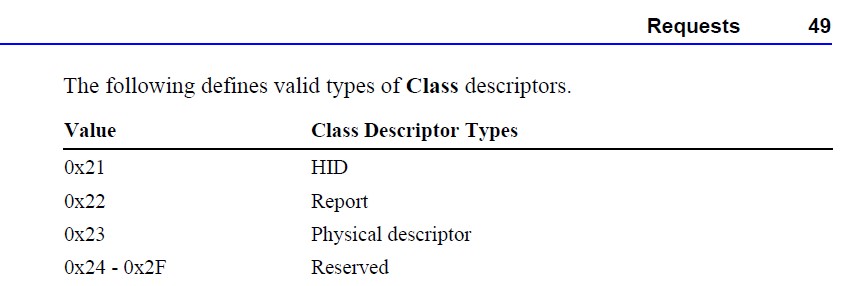 Requests 49
The following defines valid types of Class descriptors.
Value Class Descriptor Types
0x21 HID
0x22 Report
0x23 Physical descriptor
0x24 - 0x2F Reserved